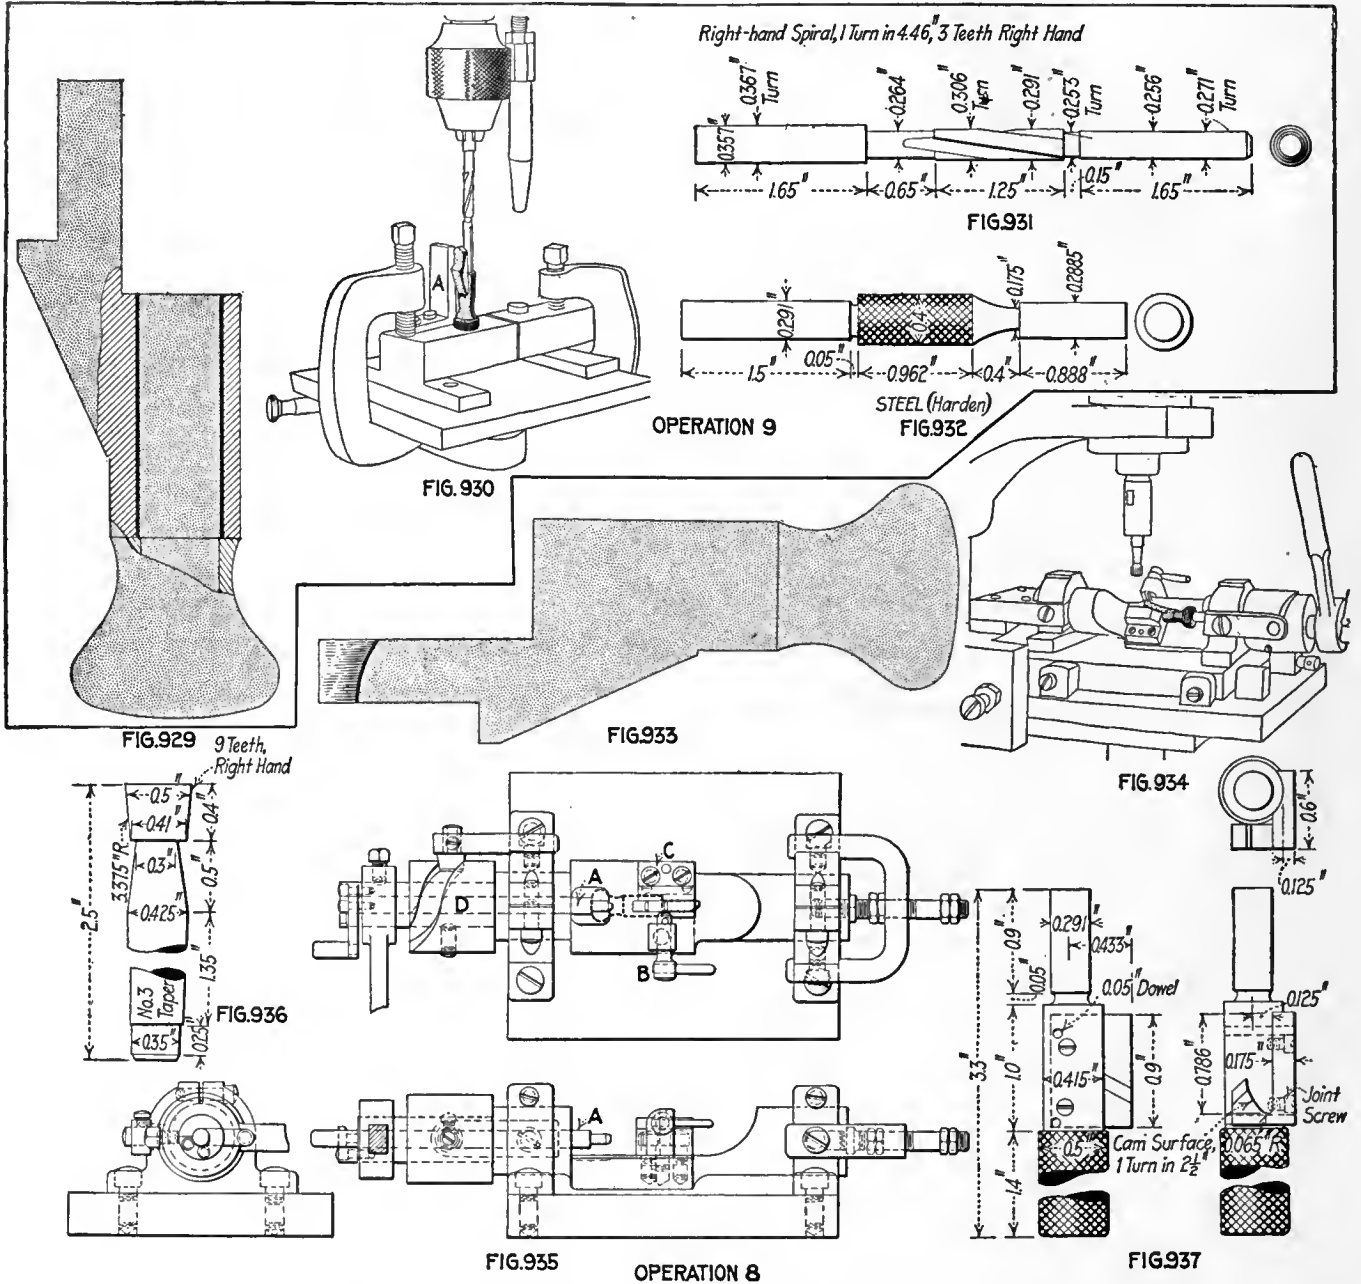 Right-hand Spiral, 1 Turn in 4.46", 3 Teeth Right Hand
0.357"
0.367" Turn
0.264"
0.306" Turn
0.291"
0.253" Turn
0.256"
0.271" Turn
1.65"
0.65"
1.25"
0.15"
1.65"
FIG.931
A
0.291"
0.4"
0.175"
0.2885"
1.5"
0.05"
0.962"
0.4"
0.888"
STEEL (Harden)
FIG.932
OPERATION 9
FIG.930
FIG.929
FIG.933
FIG.934
9 Teeth,
Right Hand
0.5"
0.41"
0.4"
3.375"R.
0.3"
0.5"
0.425"
2.5"
1.35"
No.3
Taper
0.25"
0.35"
FIG.936
A
B
C
D
A
FIG.935
OPERATION 8
0.6"
0.125"
0.291"
0.433"
0.9"
0.05"
0.05" Dowel
3.3"
1.0"
0.415"
0.9"
0.125"
0.786"
0.175"
Joint
Screw
0.5"
Cam Surface,
1 Turn in 2½"
0.065"R
1.4"
FIG.937